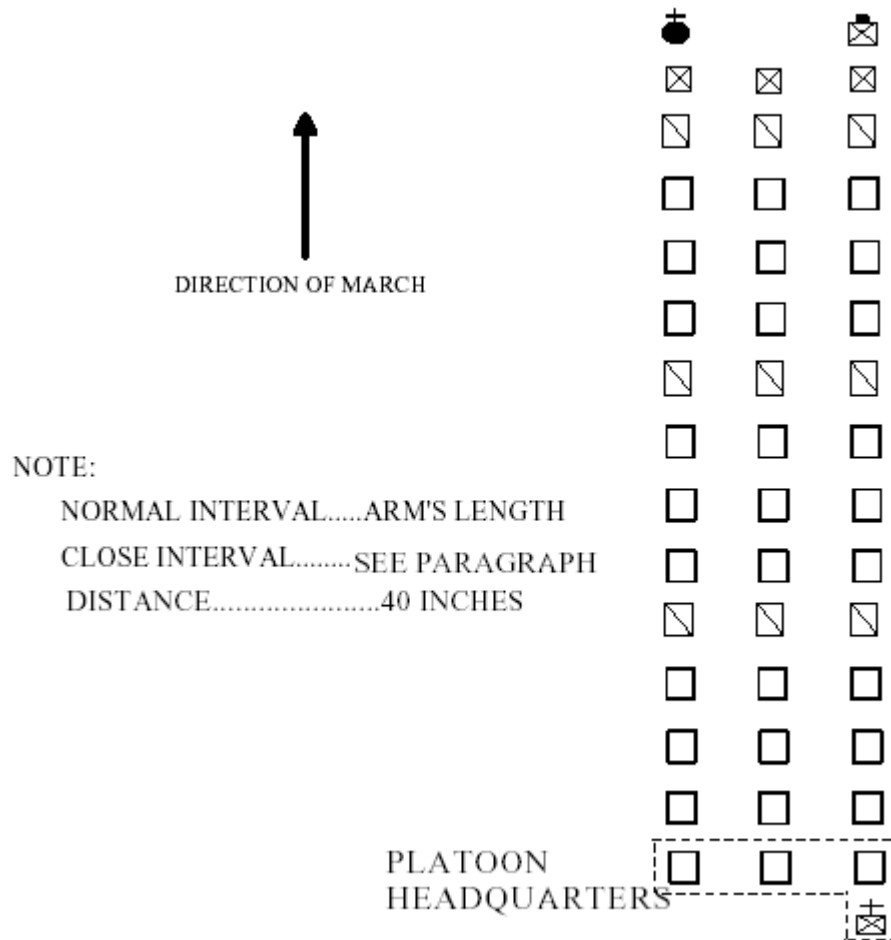 DIRECTION OF MARCH
NOTE:
NORMAL INTERVAL.....ARM'S LENGTH
CLOSE INTERVAL........SEE PARAGRAPH
DISTANCE.......................40 INCHES
PLATOON
HEADQUARTERS